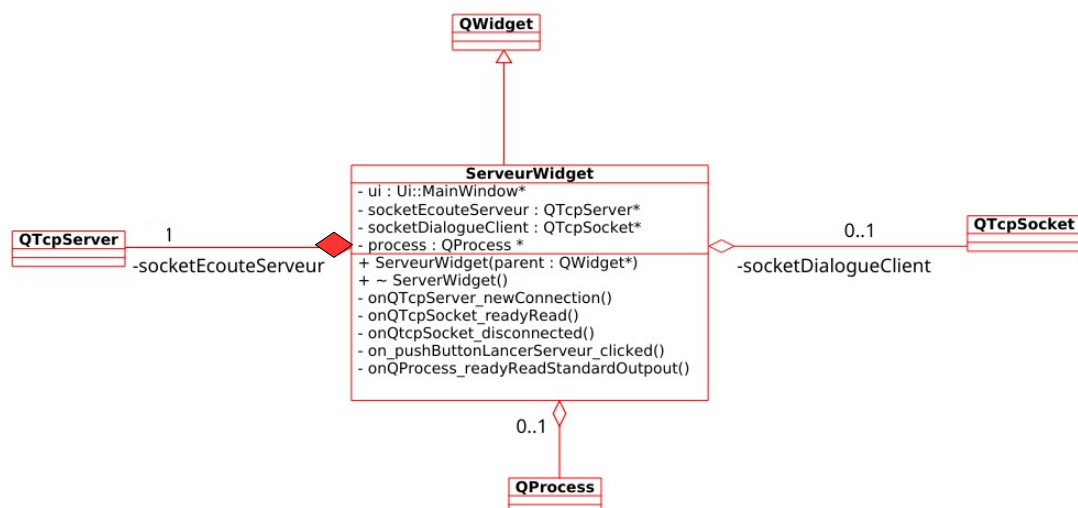 QWidget
ServeurWidget
- ui : Ui::MainWindow*
- socketEcouteServeur : QTcpServer*
- socketDialogueClient : QTcpSocket*
- process : QProcess *
+ ServeurWidget(parent : QWidget*)
+ ~ ServerWidget()
- onQTcpServer_newConnection()
- onQTcpSocket_readyRead()
- onQtcpSocket_disconnected()
- on_pushButtonLancerServeur_clicked()
- onQProcess_readyReadStandardOutpout()
QTcpServer
1
-socketEcouteServeur
0..1
-socketDialogueClient
QTcpSocket
0..1
QProcess